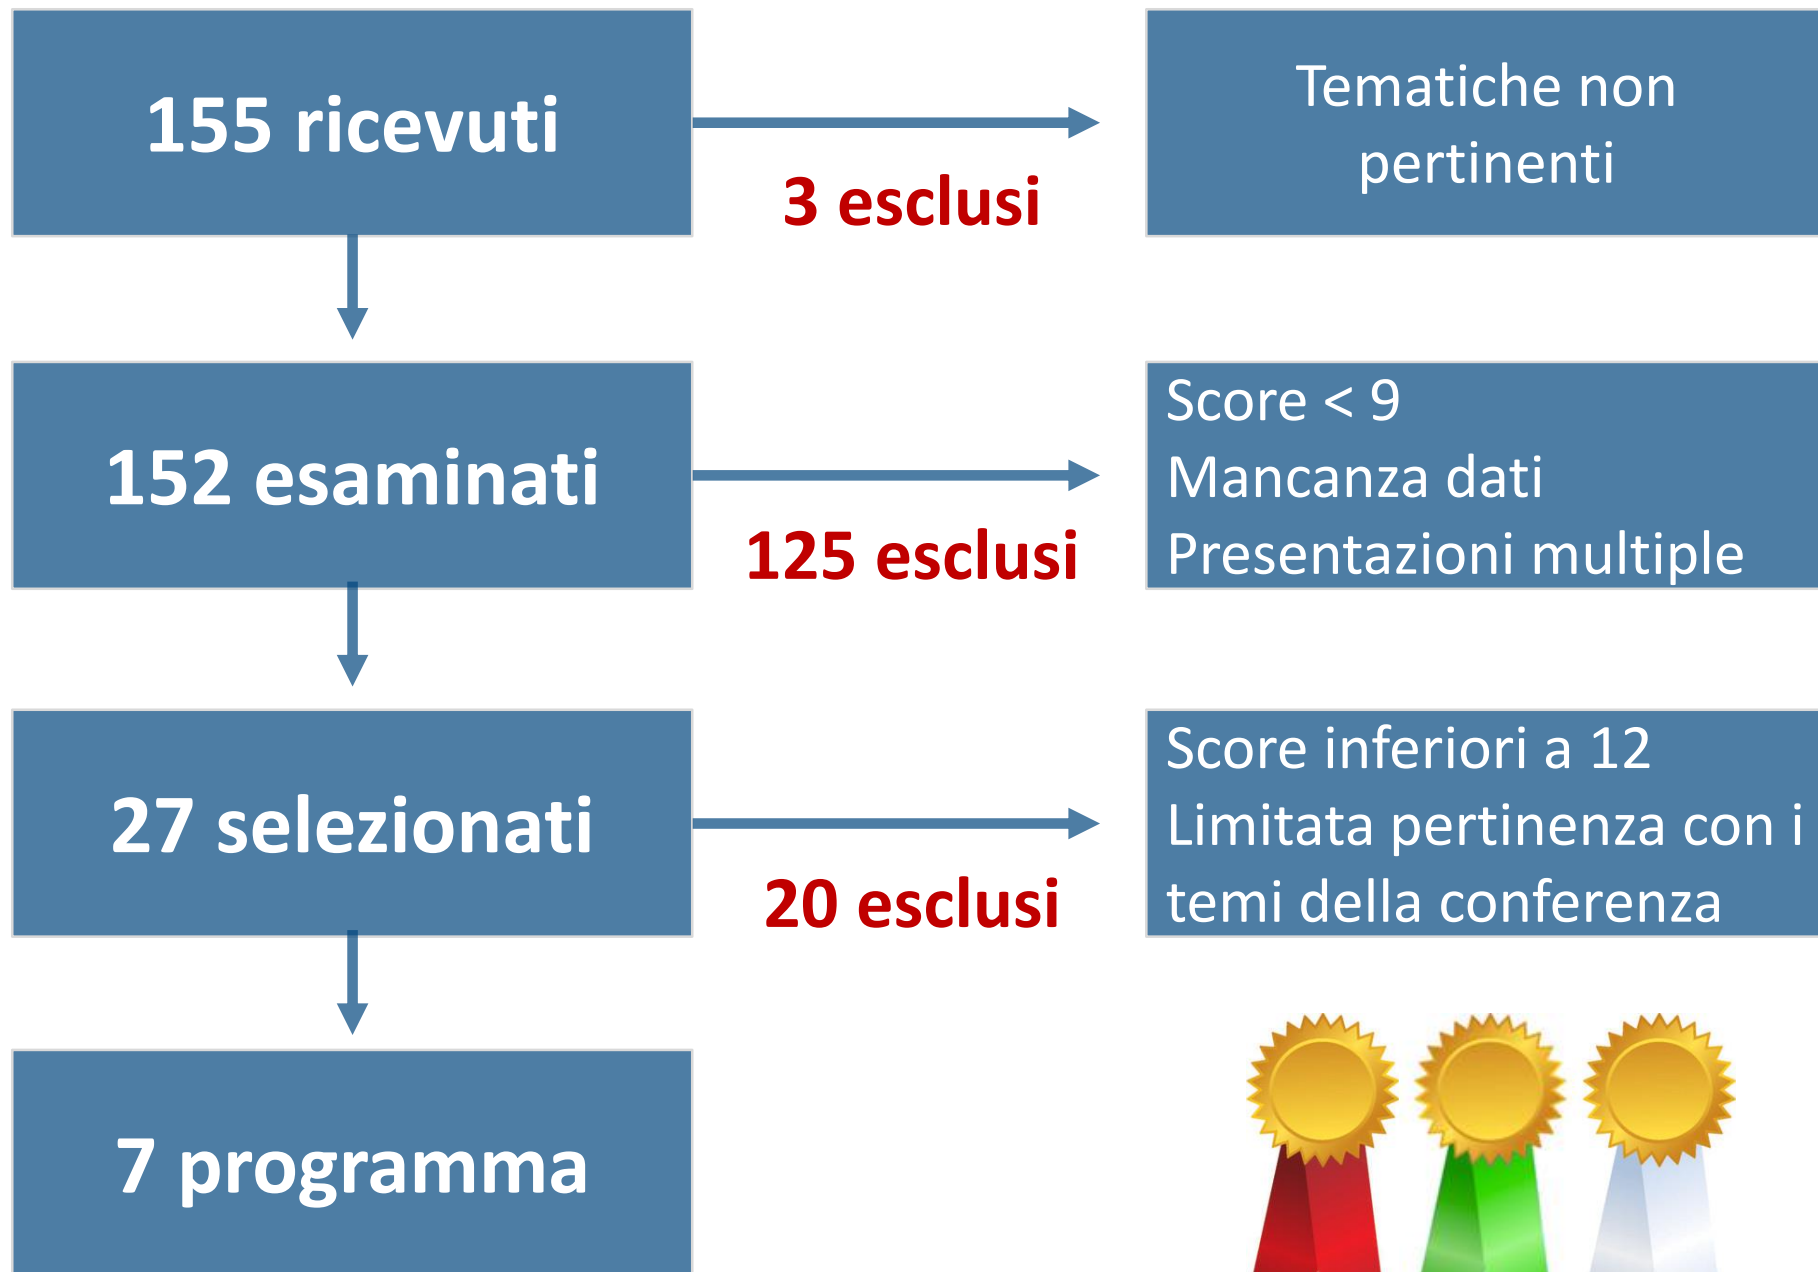 155 ricevuti
3 esclusi
Tematiche non
pertinenti
152 esaminati
125 esclusi
Score < 9
Mancanza dati
Presentazioni multiple
27 selezionati
20 esclusi
Score inferiori a 12
Limitata pertinenza con i
temi della conferenza
7 programma